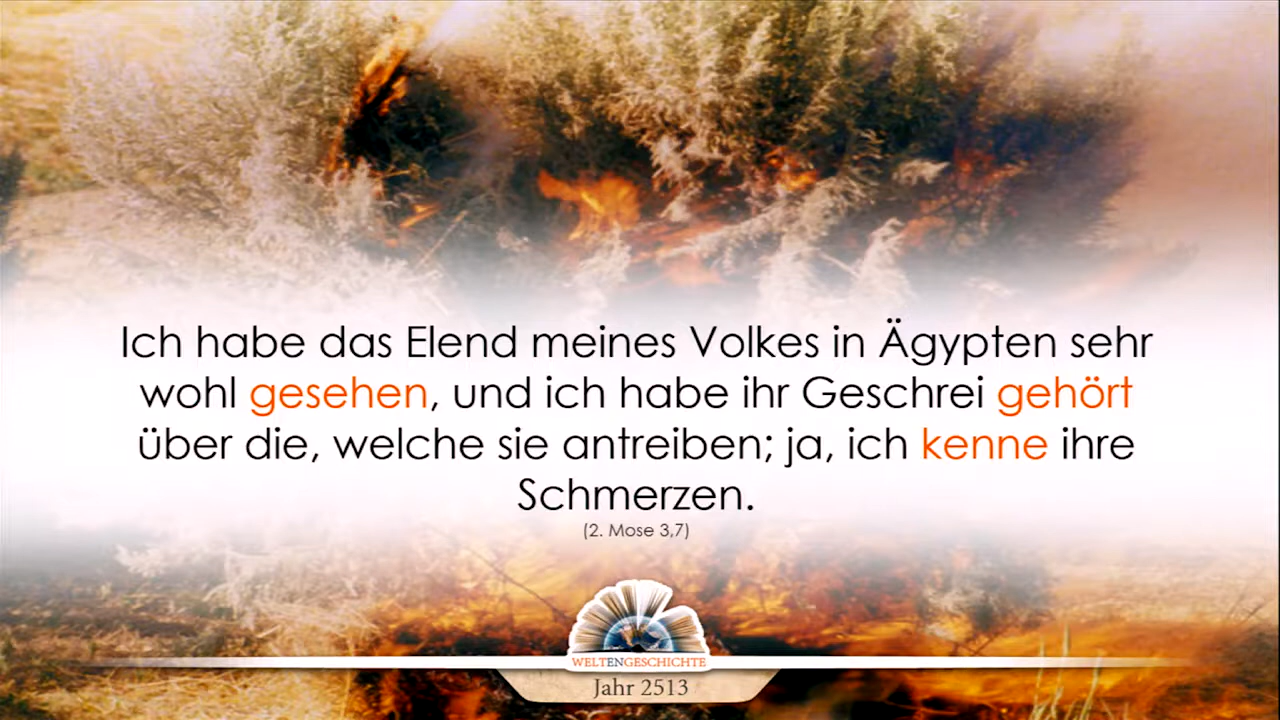 Ich habe das Elend meines Volkes in Ägypten sehr
wohl gesehen, und ich habe ihr Geschrei gehört
über die, welche sie antreiben; ja, ich kenne ihre
Schmerzen.
(2. Mose 3,7)
WELTENGESCHICHTE
Jahr 2513